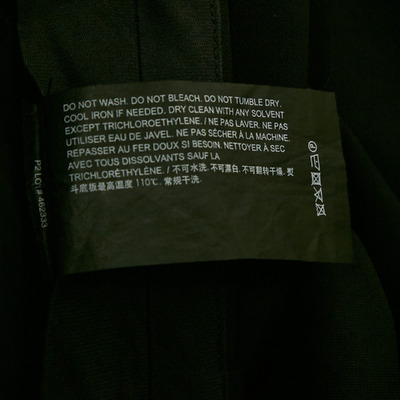 DO NOT WASH. DO NOT BLEACH. DO NOT TUMBLE DRY.
COOL IRON IF NEEDED. DRY CLEAN WITH ANY SOLVENT
EXCEPT TRICHLOROETHYLENE. / NE PAS LAVER. NE PAS
UTILISER EAU DE JAVEL. / NE PAS SÉCHER À LA MACHINE.
REPASSER AU FER DOUX SI BESOIN. NETTOYER À SEC
AVEC TOUS DISSOLVANTS SAUF LA
TRICHLORÉTHYLÈNE. / 不可水洗. 不可漂白. 不可翻转干燥. 熨
斗底板最高温度 110℃. 常规干洗.
# 462333